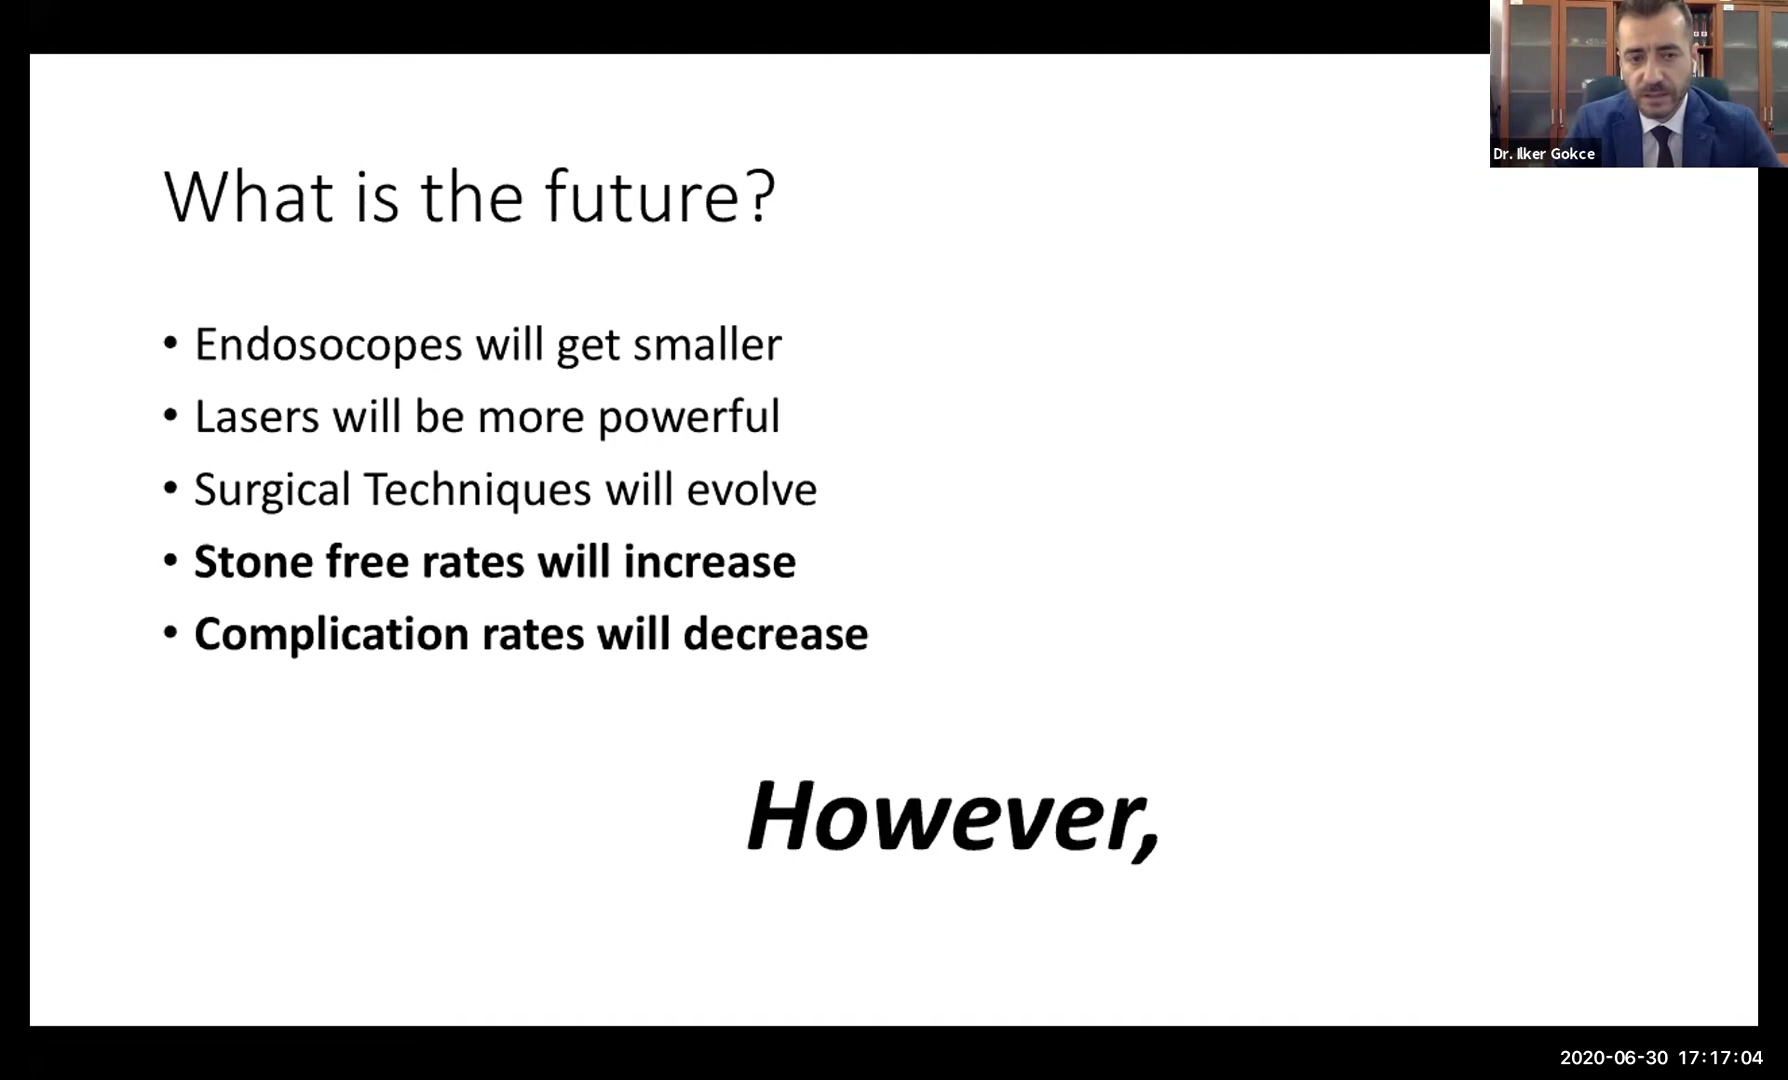 Dr. Ilker Gokce
What is the future?
• Endosocopes will get smaller
• Lasers will be more powerful
• Surgical Techniques will evolve
• Stone free rates will increase
• Complication rates will decrease
However,
2020-06-30 17:17:04